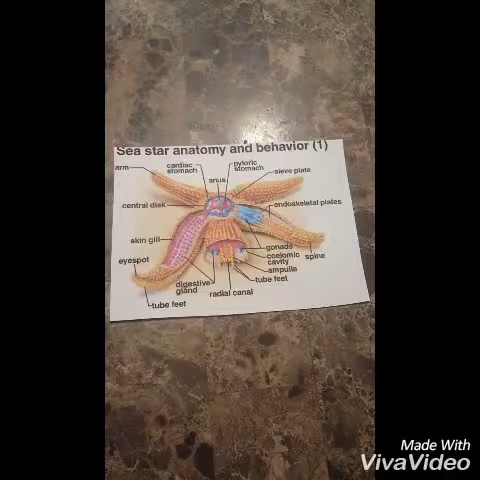 Sea star anatomy and behavior (1)
arm
cardiac
stomach
anus
pyloric
stomach
sieve plate
central disk
endoskeletal plates
skin gill
eyespot
gonads
coelomic
cavity
spine
ampulla
tube feet
digestive
gland
radial canal
tube feet
Made With
VivaVideo